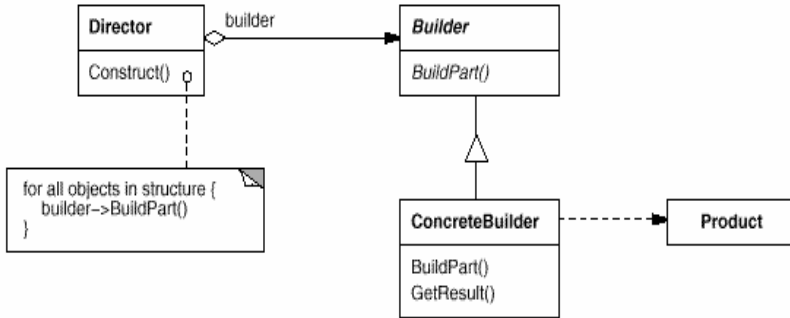 Director
builder
Builder
Construct()
BuildPart()
for all objects in structure {
builder->BuildPart()
}
ConcreteBuilder
Product
BuildPart()
GetResult()